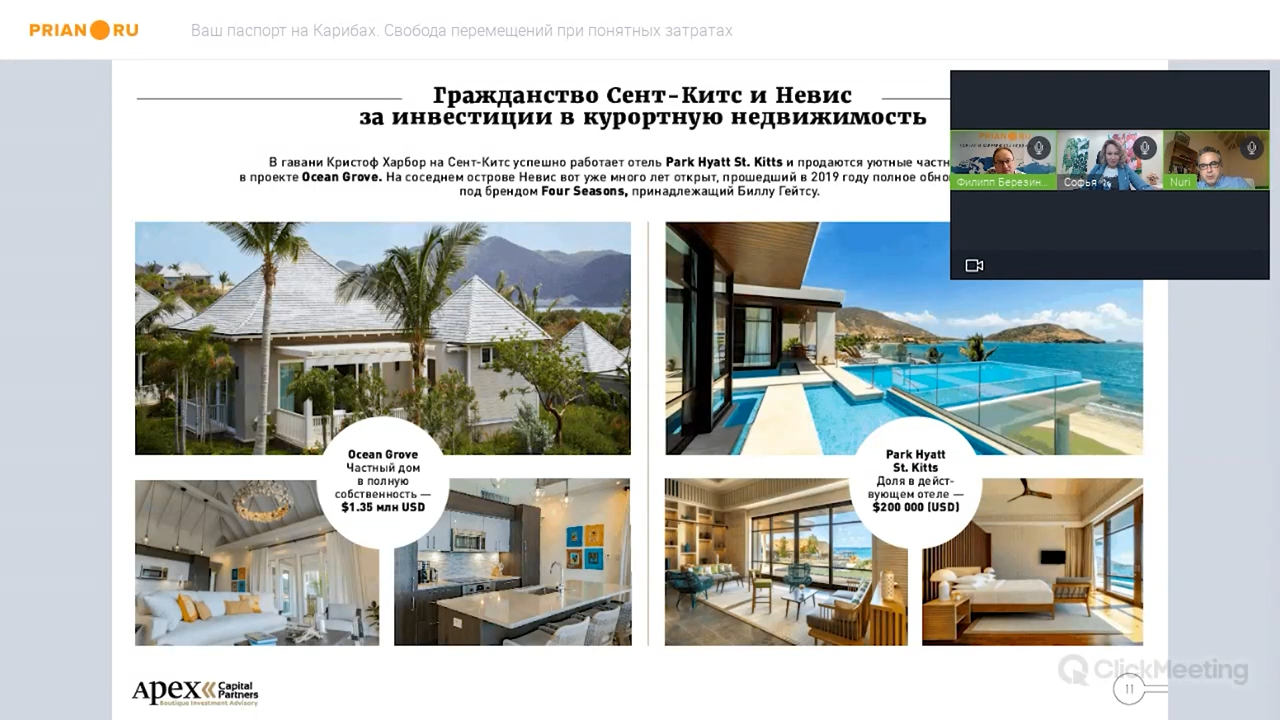 PRIAN RU
Ваш паспорт на Карибах. Свобода перемещений при понятных затратах
Гражданство Сент-Китс и Невис
за инвестиции в курортную недвижимость
В гавани Кристоф Харбор на Сент-Китс успешно работает отель Park Hyatt St. Kitts и продаются уютные частн
в проекте Ocean Grove. На соседнем острове Невис вот уже много лет открыт, прошедший в 2019 году полное обно
под брендом Four Seasons, принадлежащий Биллу Гейтсу.
PRIAN RU
Филипп Березин...
Софья
Nuri
Ocean Grove
Частный дом
в полную
собственность —
$1.35 млн USD
Park Hyatt
St. Kitts
Доля в дейст-
вующем отеле —
$200 000 (USD)
Apex Capital
Partners
Boutique Investment Advisory
ClickMeeting
11